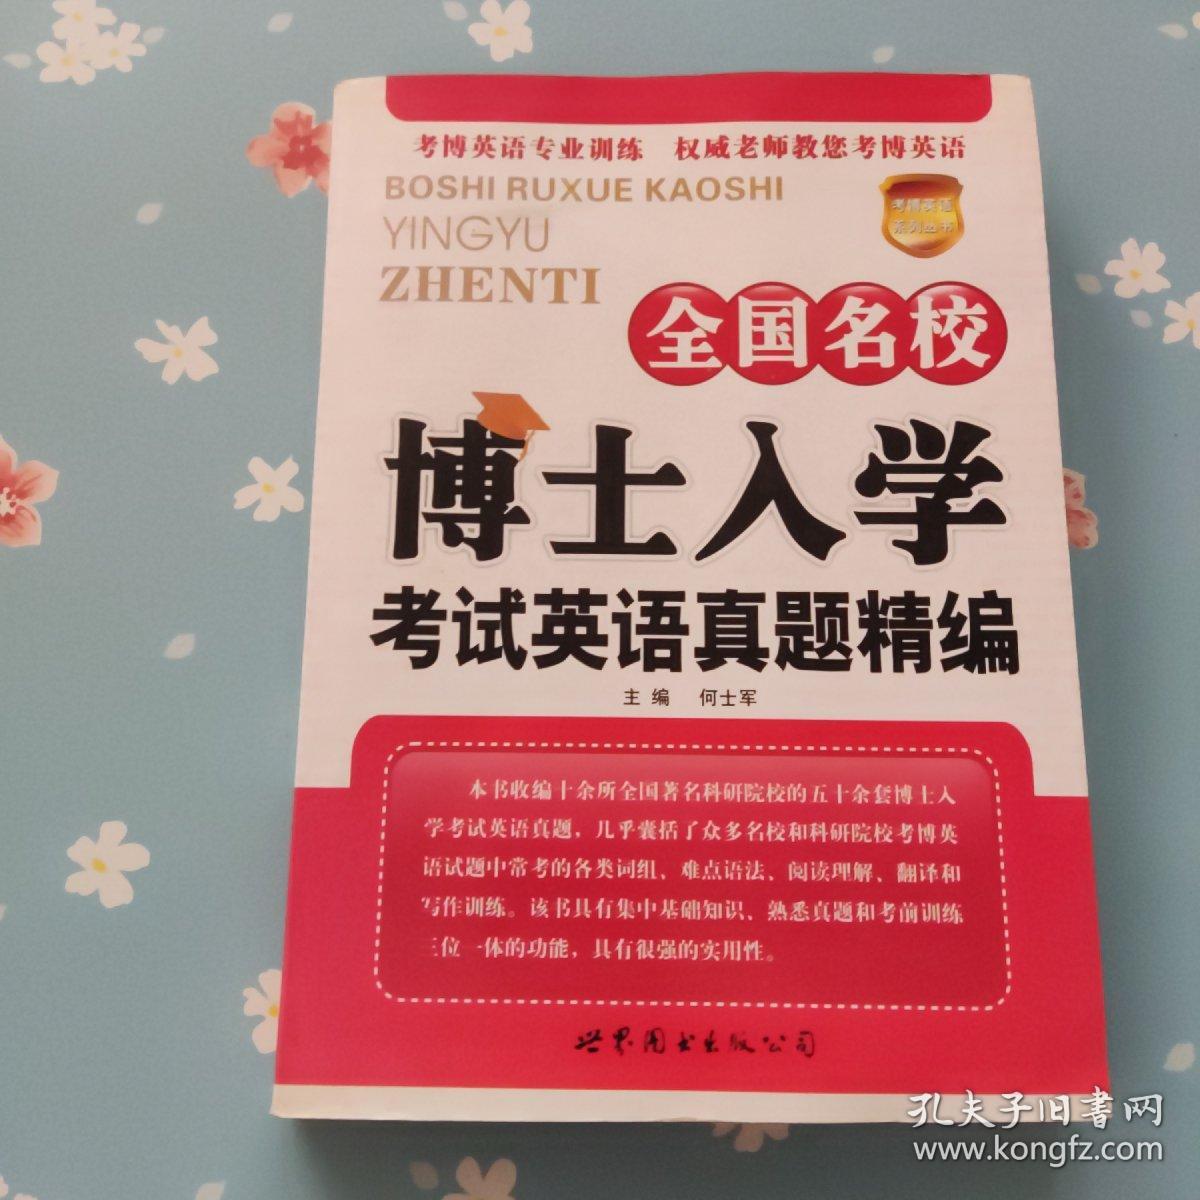 考博英语专业训练 权威老师教您考博英语
BOSHI RUXUE KAOSHI
YINGYU
ZHENTI
考博英语
系列丛书
全国名校
博士入学
考试英语真题精编
主编 何士军
本书收编十余所全国著名科研院校的五十余套博士入
学考试英语真题，几乎囊括了众多名校和科研院校考博英
语试题中常考的各类词组、难点语法、阅读理解、翻译和
写作训练。该书具有集中基础知识、熟悉真题和考前训练
三位一体的功能，具有很强的实用性。
世界图书出版公司
孔夫子旧書网
www.kongfz.com